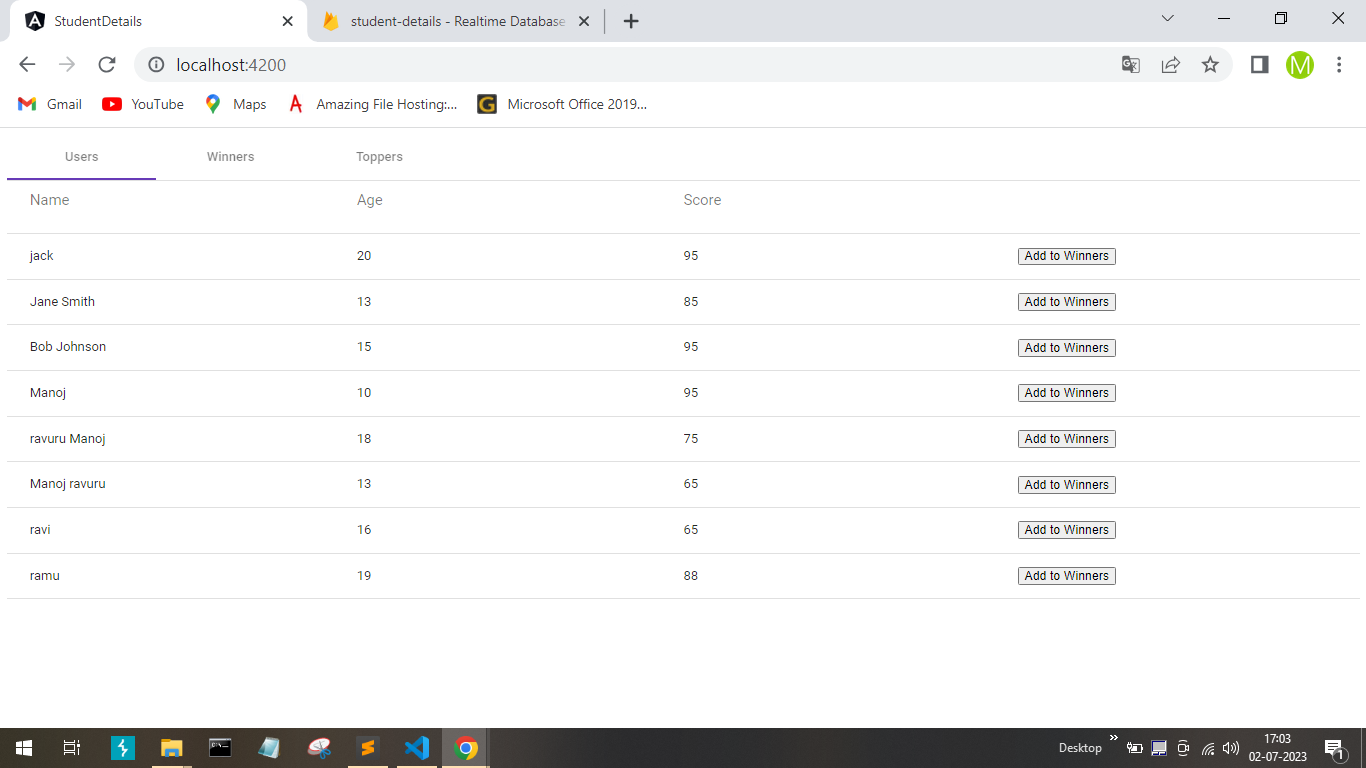 StudentDetails
student-details - Realtime Database
localhost:4200
M
Gmail YouTube Maps Amazing File Hosting:... G Microsoft Office 2019...
Users Winners Toppers
Name Age Score
jack 20 95 Add to Winners
Jane Smith 13 85 Add to Winners
Bob Johnson 15 95 Add to Winners
Manoj 10 95 Add to Winners
ravuru Manoj 18 75 Add to Winners
Manoj ravuru 13 65 Add to Winners
ravi 16 65 Add to Winners
ramu 19 88 Add to Winners
Desktop
17:03
02-07-2023
1